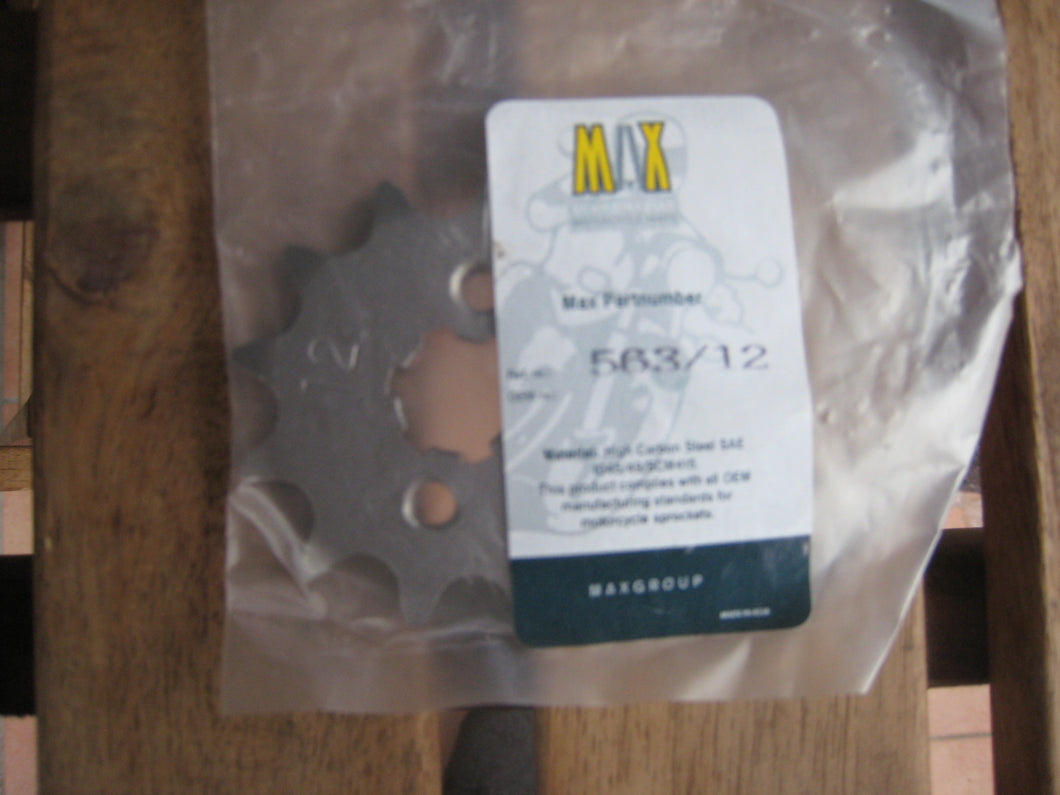 MAX
Max Partnumber
563/12
12
Material: High Carbon Steel SAE
This product complies with all OEM
manufacturing standards for
motorcycle sprockets.
MAXGROUP